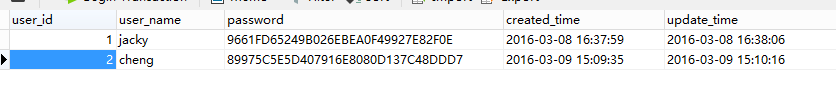 user_id user_name password created_time update_time
1 jacky 9661FD65249B026EBEA0F49927E82F0E 2016-03-08 16:37:59 2016-03-08 16:38:06
2 cheng 89975C5E5D407916E8080D137C48DDD7 2016-03-09 15:09:35 2016-03-09 15:10:16